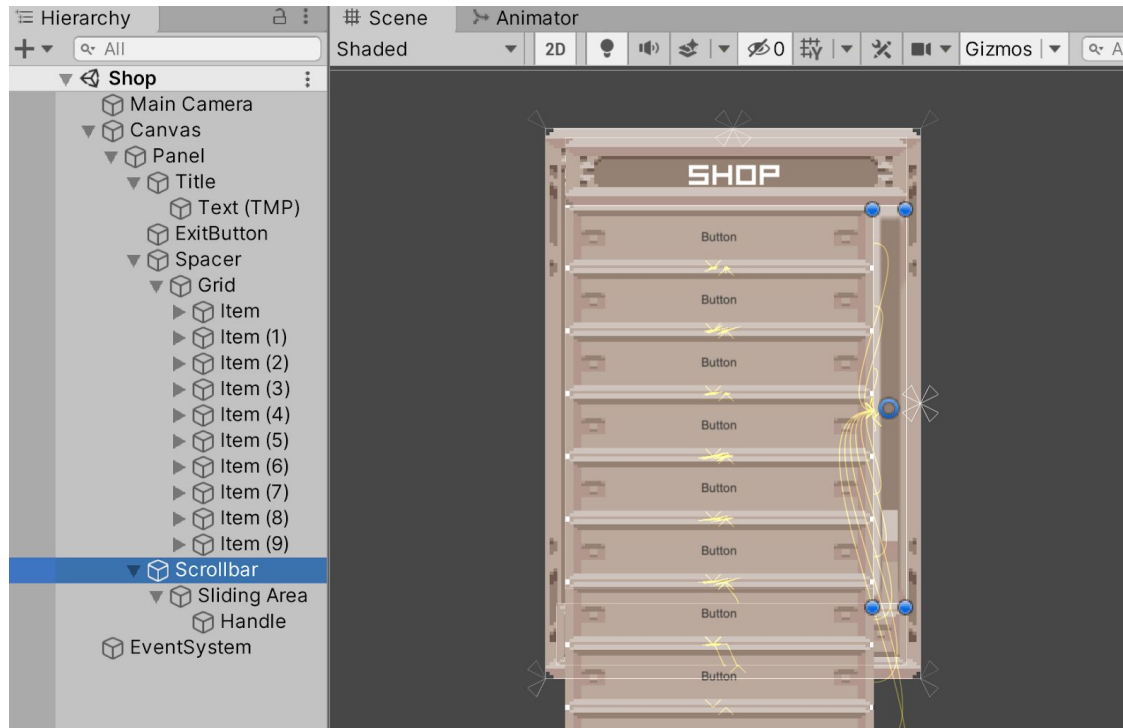 Hierarchy
All
Shop
Main Camera
Canvas
Panel
Title
Text (TMP)
ExitButton
Spacer
Grid
Item
Item (1)
Item (2)
Item (3)
Item (4)
Item (5)
Item (6)
Item (7)
Item (8)
Item (9)
Scrollbar
Sliding Area
Handle
EventSystem
Scene
Animator
Shaded
2D
0
Gizmos
A
SHOP
Button
Button
Button
Button
Button
Button
Button
Button